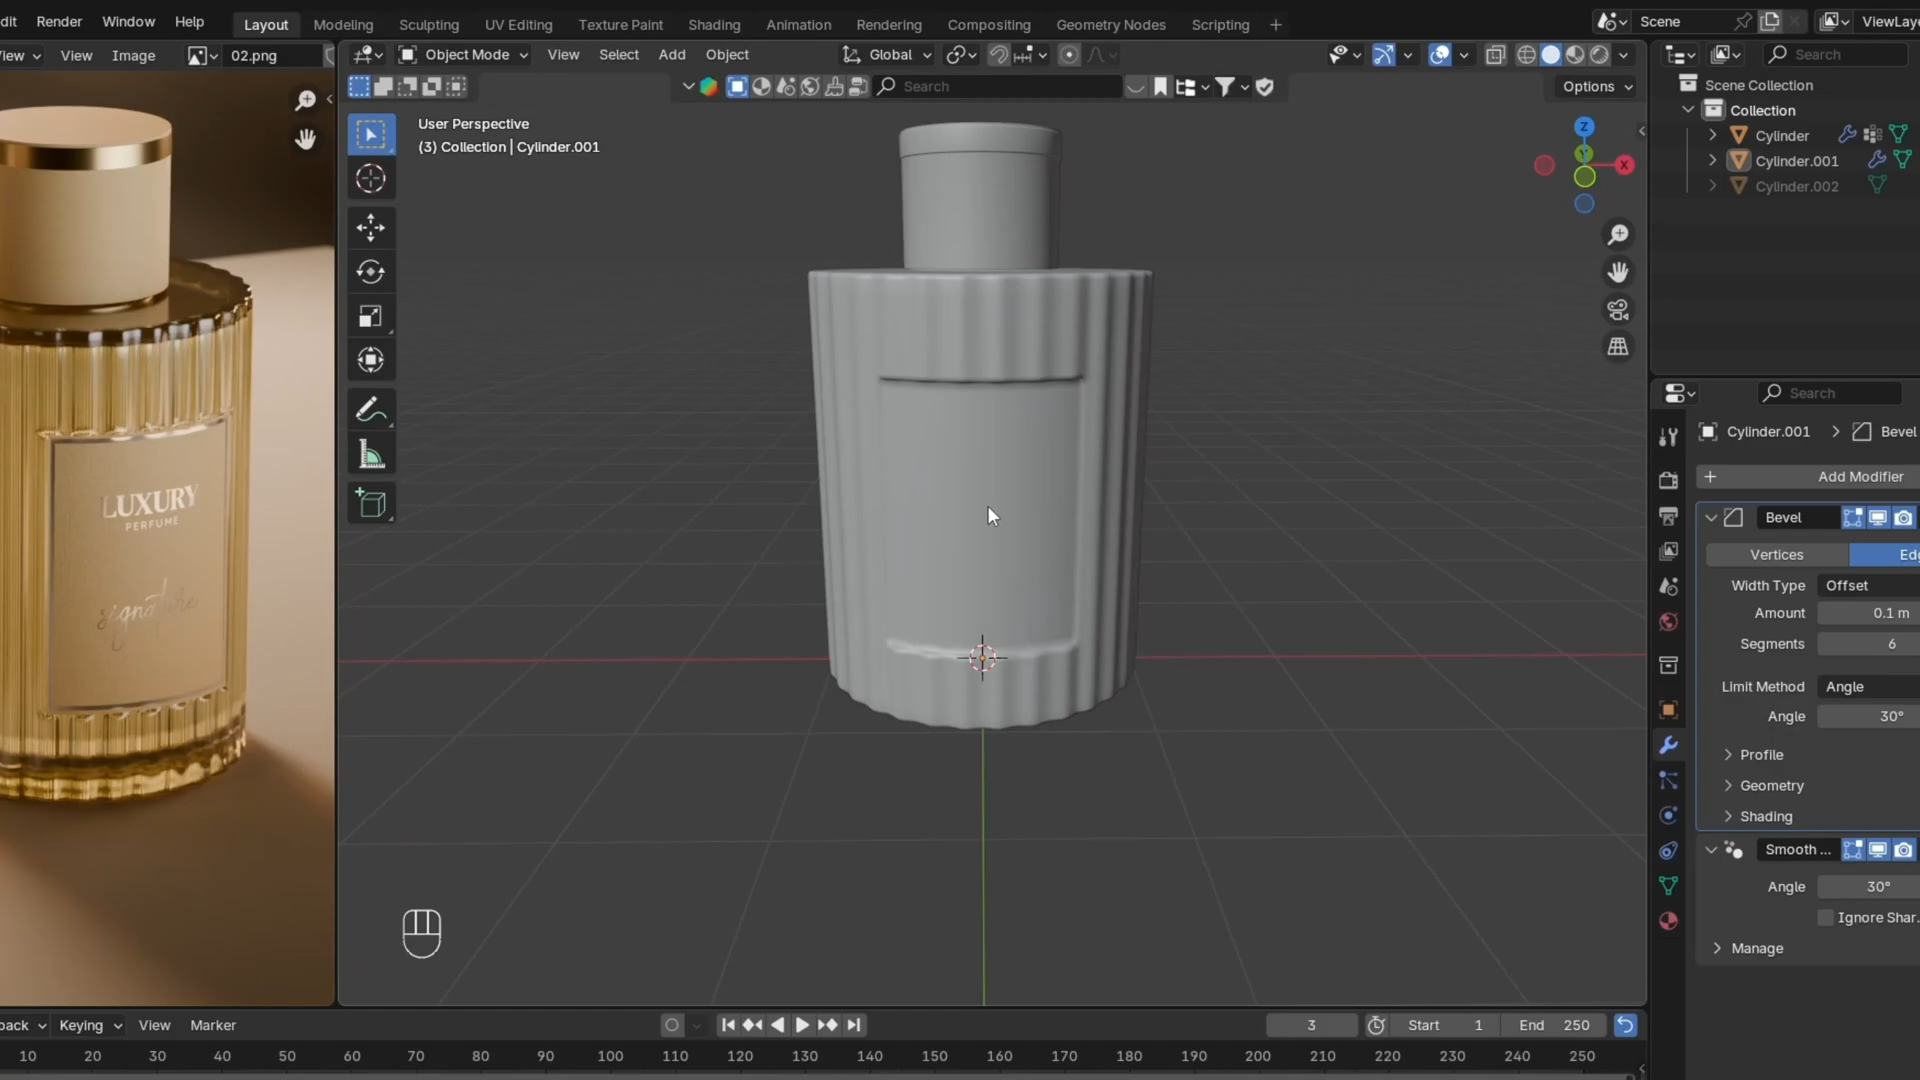 dit Render Window Help Layout Modeling Sculpting UV Editing Texture Paint Shading Animation Rendering Compositing Geometry Nodes Scripting + Scene ViewLaye
iew View Image 02.png Object Mode View Select Add Object Global Search
Search Options
User Perspective
(3) Collection | Cylinder.001
Z
X
Scene Collection
Collection
Cylinder
Cylinder.001
Cylinder.002
LUXURY
PERFUME
signature
Search
Cylinder.001 > Bevel
+ Add Modifier
Bevel
Vertices Edg
Width Type Offset
Amount 0.1 m
Segments 6
Limit Method Angle
Angle 30°
Profile
Geometry
Shading
Smooth ...
Angle 30°
Ignore Shar.
Manage
back Keying View Marker 3 Start 1 End 250
10 20 30 40 50 60 70 80 90 100 110 120 130 140 150 160 170 180 190 200 210 220 230 240 250